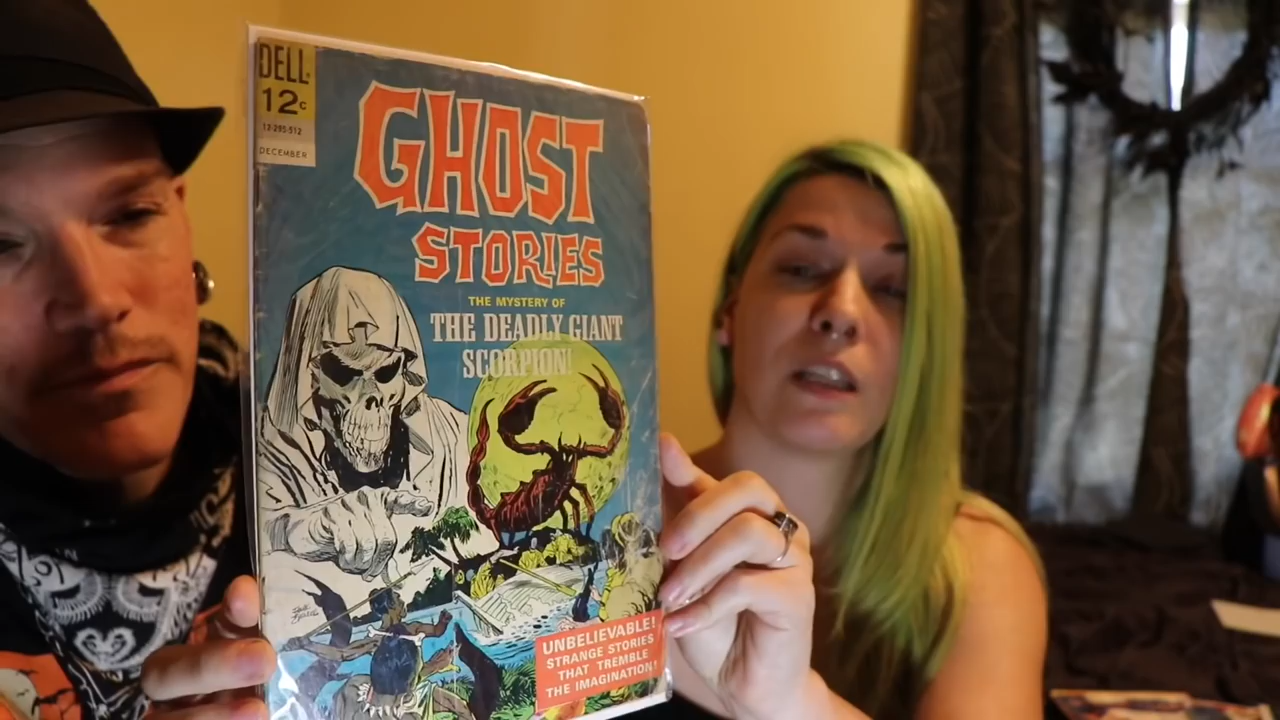 DELL
12c
12-295-512
DECEMBER
GHOST
STORIES
THE MYSTERY OF
THE DEADLY GIANT
SCORPION!
UNBELIEVABLE!
STRANGE STORIES
THAT TREMBLE
THE IMAGINATION!